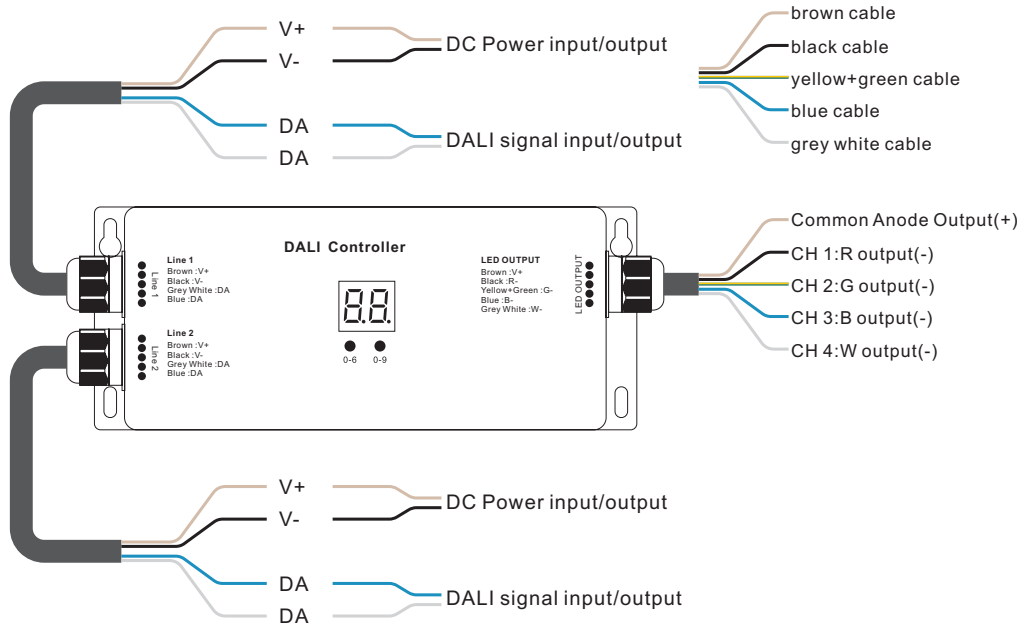 V+
V-
DC Power input/output
DA
DA
DALI signal input/output
brown cable
black cable
yellow+green cable
blue cable
grey white cable
DALI Controller
Line 1
Brown :V+
Black :V-
Grey White :DA
Blue :DA
Line 1
Line 2
Brown :V+
Black :V-
Grey White :DA
Blue :DA
Line 2
88.
0-6
0-9
LED OUTPUT
Brown :V+
Black :R-
Yellow+Green :G-
Blue :B-
Grey White :W-
LED OUTPUT
Common Anode Output(+)
CH 1:R output(-)
CH 2:G output(-)
CH 3:B output(-)
CH 4:W output(-)
V+
V-
DC Power input/output
DA
DA
DALI signal input/output